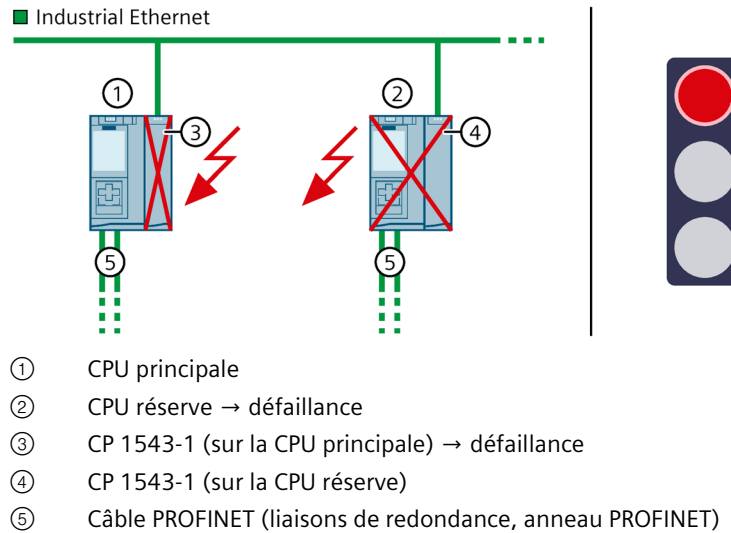 Industrial Ethernet
1 2
3 4
5 5
① CPU principale
② CPU réserve → défaillance
③ CP 1543-1 (sur la CPU principale) → défaillance
④ CP 1543-1 (sur la CPU réserve)
⑤ Câble PROFINET (liaisons de redondance, anneau PROFINET)